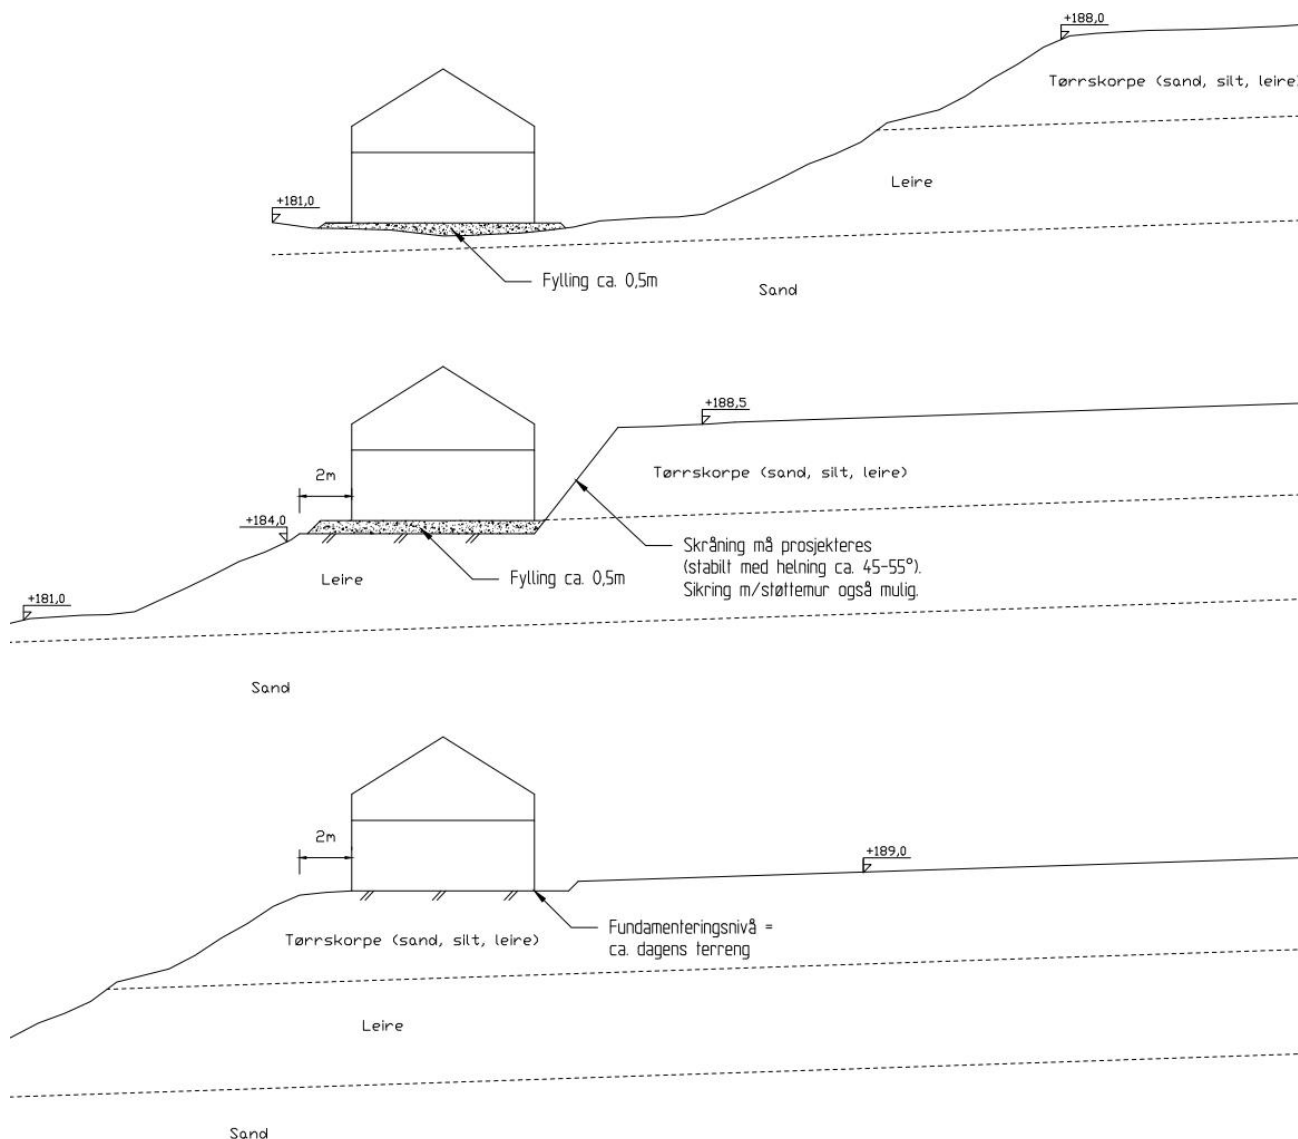 +188,0
Tørrskorpe (sand, silt, leire)
Leire
+181,0
Fylling ca. 0,5m
Sand
+188,5
Tørrskorpe (sand, silt, leire)
2m
+184,0
Skråning må prosjekteres
(stabilt med helning ca. 45-55°).
Sikring m/støttemur også mulig.
Leire
Fylling ca. 0,5m
+181,0
Sand
2m
+189,0
Fundamenteringsnivå =
ca. dagens terreng
Tørrskorpe (sand, silt, leire)
Leire
Sand